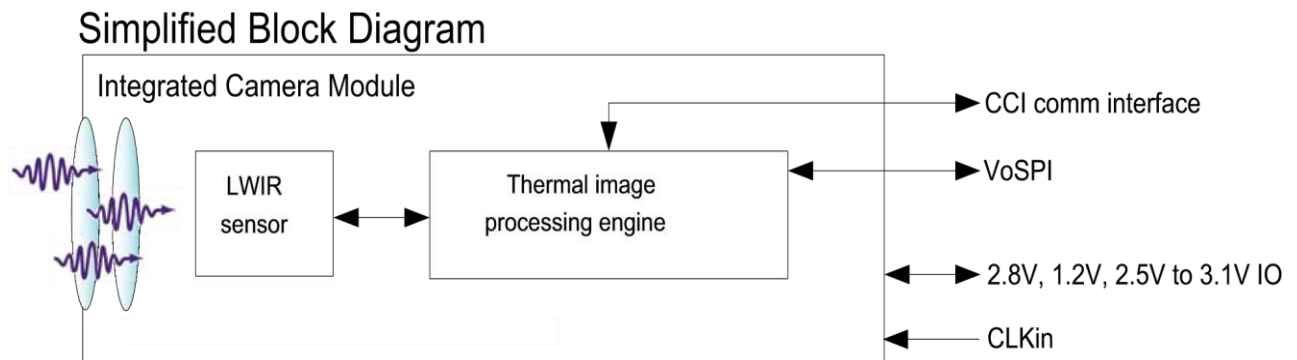 Simplified Block Diagram
Integrated Camera Module
LWIR
sensor
Thermal image
processing engine
CCI comm interface
VoSPI
2.8V, 1.2V, 2.5V to 3.1V IO
CLKin